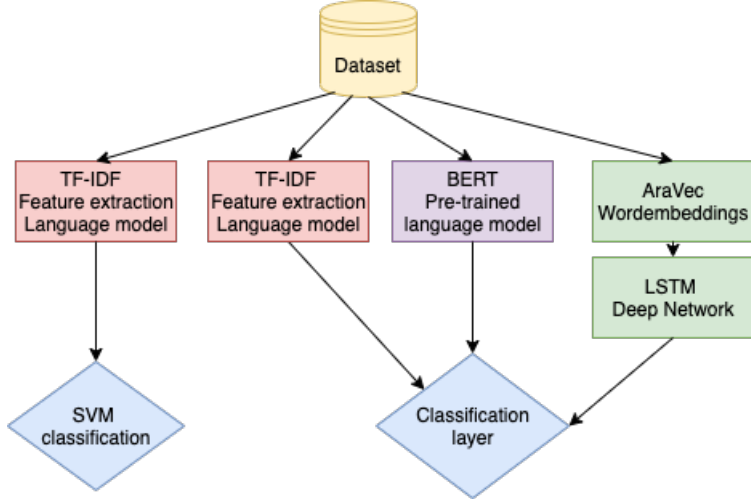 Dataset
TF-IDF
Feature extraction
Language model
TF-IDF
Feature extraction
Language model
BERT
Pre-trained
language model
AraVec
Wordembeddings
LSTM
Deep Network
SVM
classification
Classification
layer